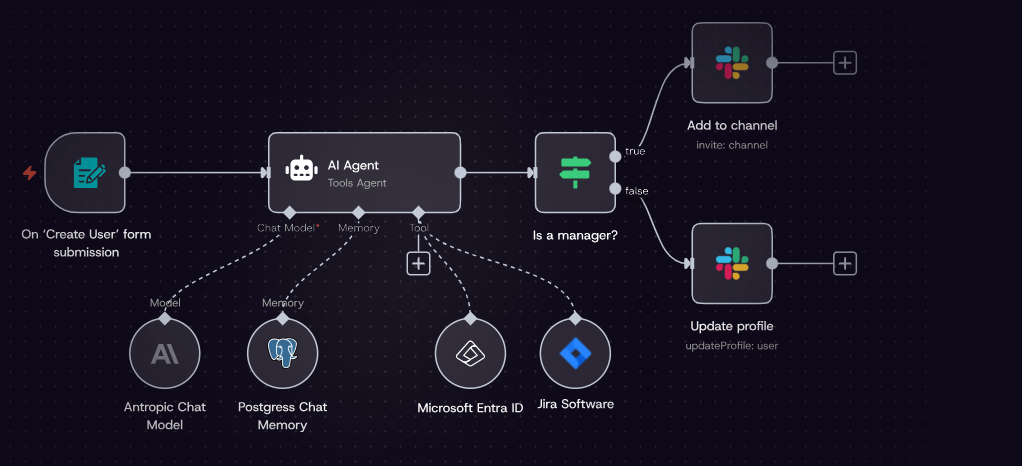 Add to channel
invite: channel
true
false
AI Agent
Tools Agent
Chat Model*
Memory
Tool
On 'Create User' form
submission
Is a manager?
Model
Memory
Update profile
updateProfile: user
Antropic Chat
Model
Postgress Chat
Memory
Microsoft Entra ID
Jira Software